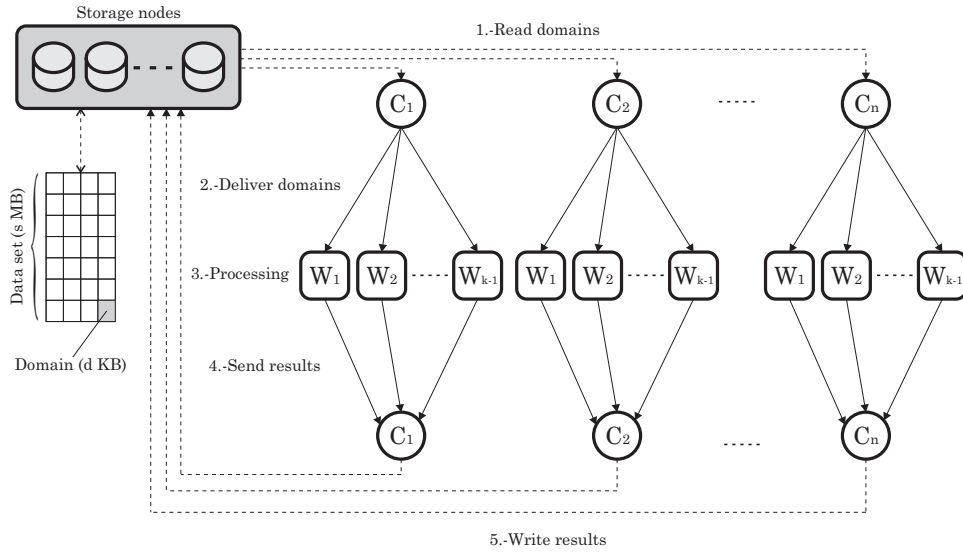 Storage nodes
1.-Read domains
C1
C2
Cn
2.-Deliver domains
Data set (s MB)
3.-Processing
W1 W2 Wk-1
W1 W2 Wk-1
W1 W2 Wk-1
Domain (d KB)
4.-Send results
C1
C2
Cn
5.-Write results